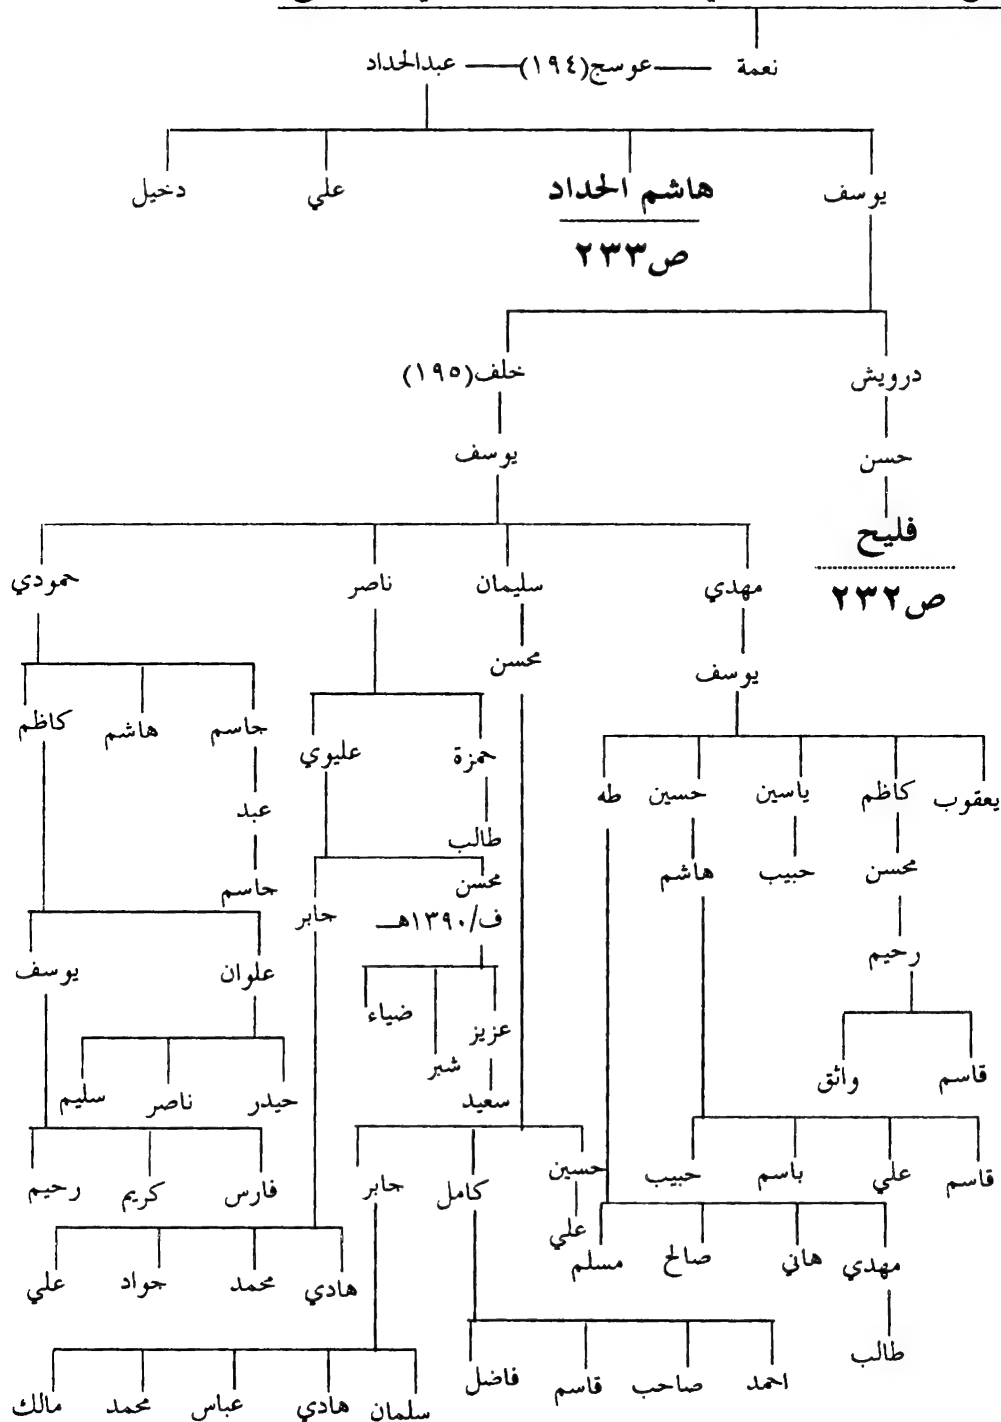 نعمة — عوسج(١٩٤) — عبدالحداد
يوسف هاشم الحداد علي دخيل
ص٢٣٣
درويش خلف(١٩٥)
حسن يوسف
فليح
ص٢٣٢
مهدي سليمان ناصر حمودي
يوسف محسن
حمزة عليوي جاسم هاشم كاظم
يعقوب كاظم ياسين حسين طه
طالب عبد
محسن حبيب هاشم
محسن جاسم
ف/١٣٩٠هـ جابر
رحيم علوان يوسف
عزيز شبر ضياء
قاسم واثق
سعيد حيدر ناصر سليم
قاسم علي باسم حبيب
حسين كامل جابر فارس كريم رحيم
علي
مهدي هاني صالح مسلم
هادي محمد جواد علي
طالب
احمد صاحب قاسم فاضل
سلمان هادي عباس محمد مالك